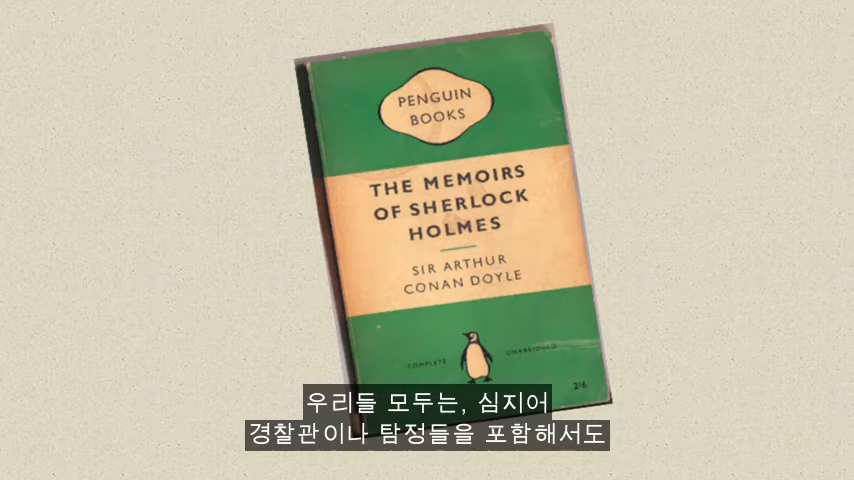 PENGUIN
BOOKS
THE MEMOIRS
OF SHERLOCK
HOLMES
SIR ARTHUR
CONAN DOYLE
COMPLETE
UNABRIDGED
2/6
우리들 모두는, 심지어
경찰관이나 탐정들을 포함해서도